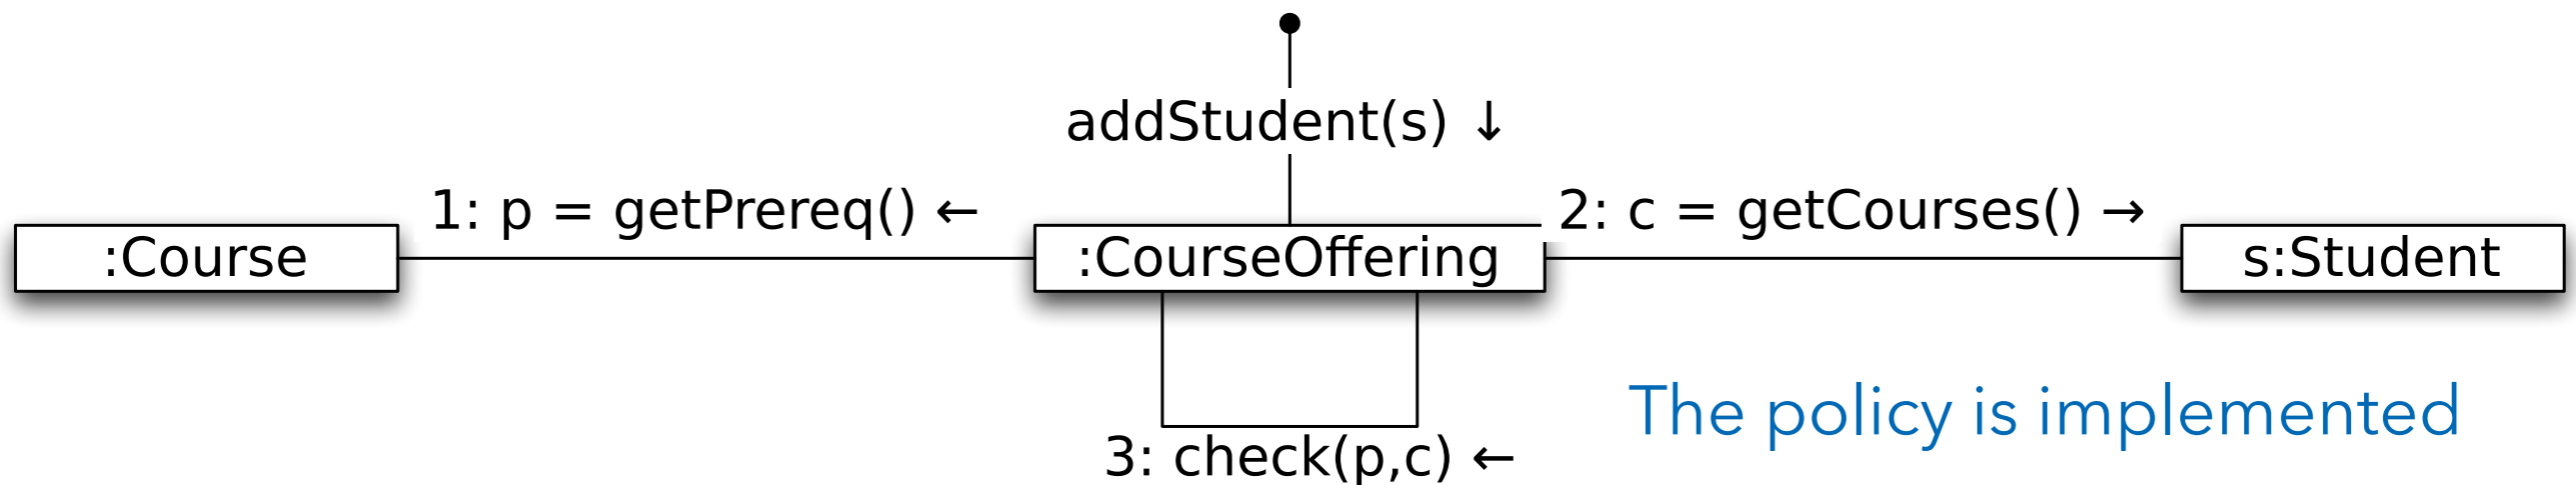 addStudent(s) ↓
1: p = getPrereq() ←
2: c = getCourses() →
:Course
:CourseOffering
s:Student
The policy is implemented
3: check(p,c) ←